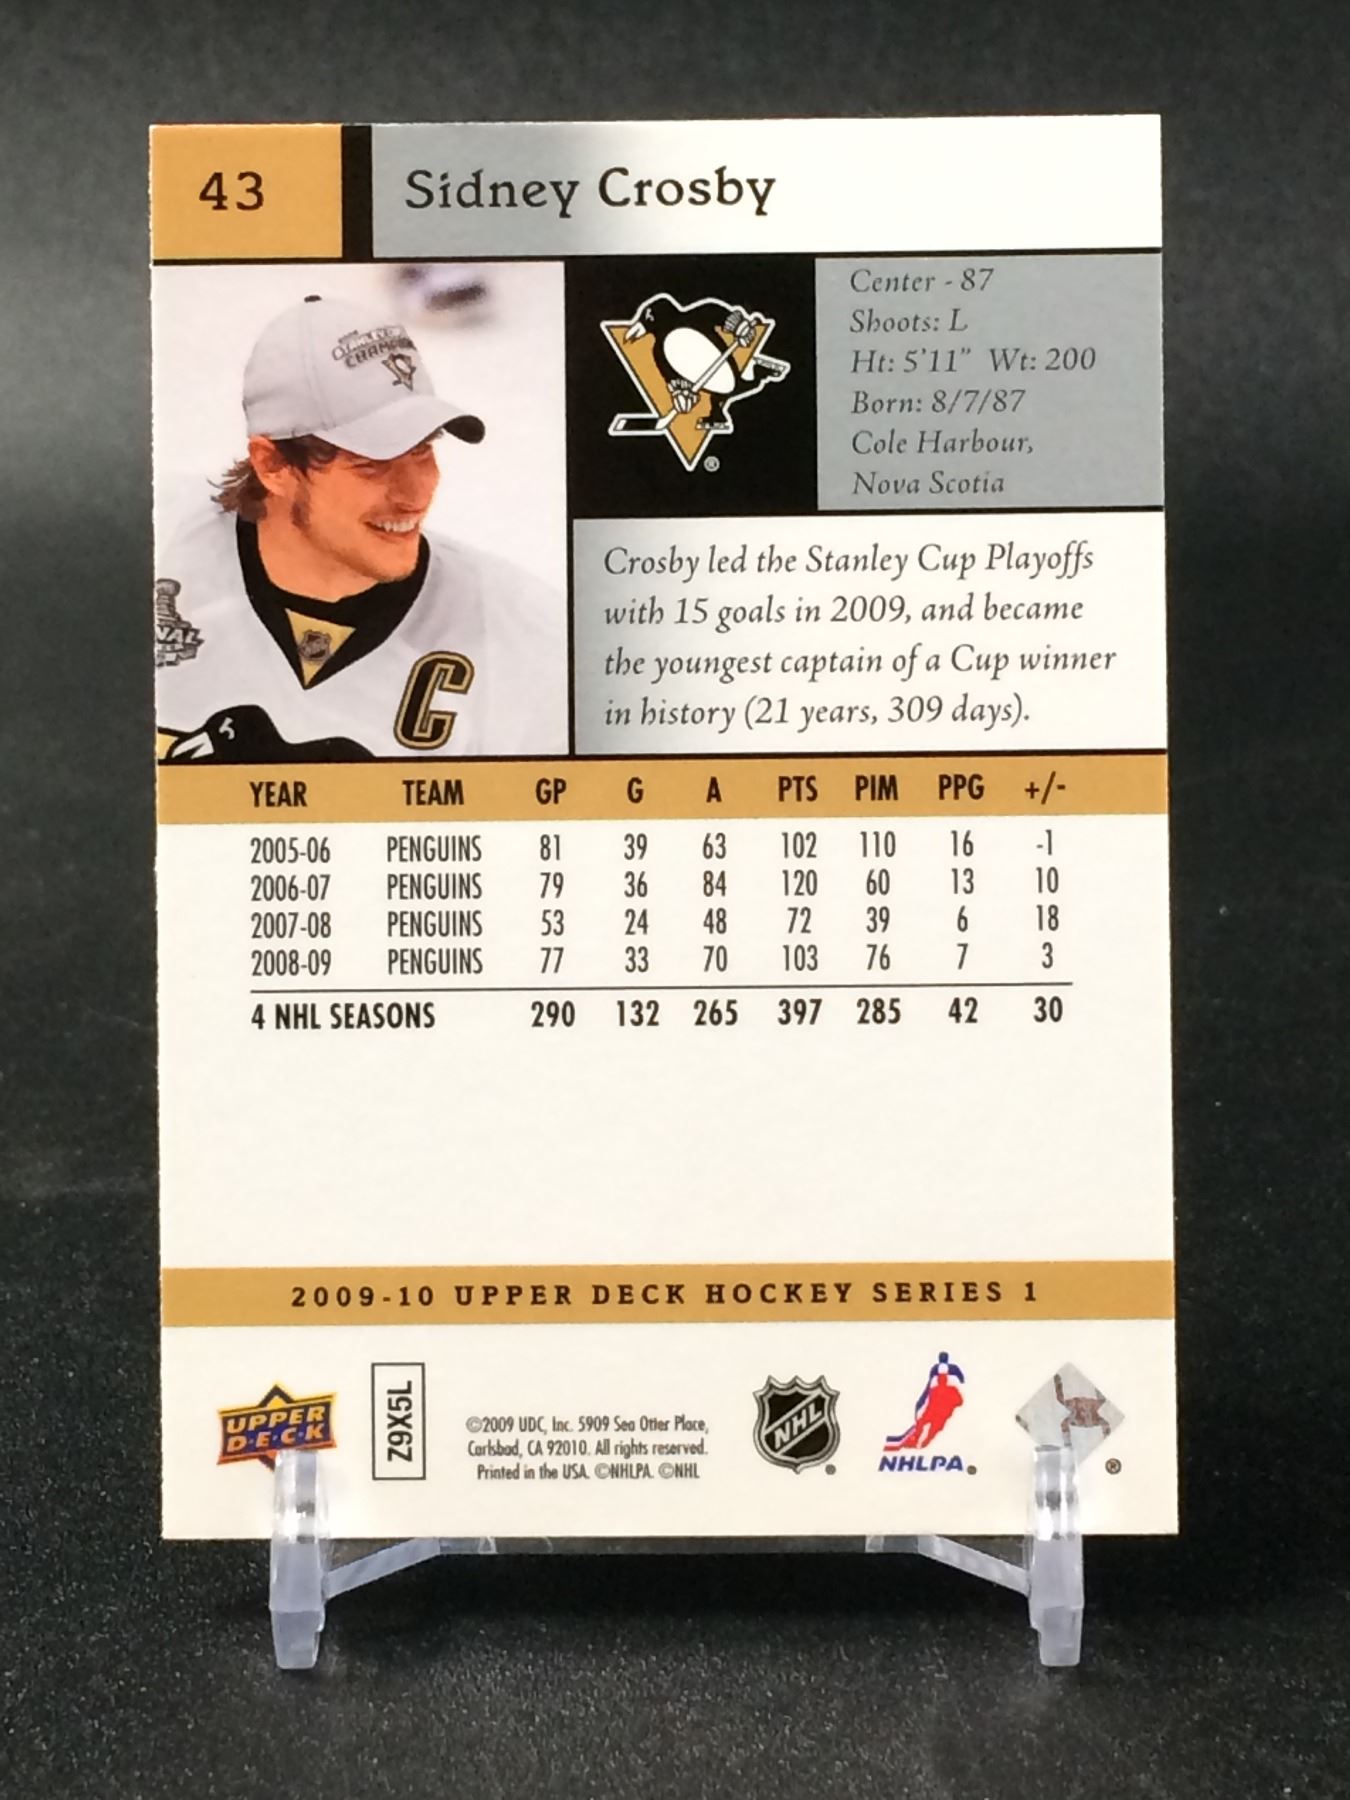 43
Sidney Crosby
Center - 87
Shoots: L
Ht: 5'11" Wt: 200
Born: 8/7/87
Cole Harbour,
Nova Scotia
CHAMPIONS
NAL
C
Crosby led the Stanley Cup Playoffs
with 15 goals in 2009, and became
the youngest captain of a Cup winner
in history (21 years, 309 days).
YEAR TEAM GP G A PTS PIM PPG +/-
2005-06 PENGUINS 81 39 63 102 110 16 -1
2006-07 PENGUINS 79 36 84 120 60 13 10
2007-08 PENGUINS 53 24 48 72 39 6 18
2008-09 PENGUINS 77 33 70 103 76 7 3
4 NHL SEASONS 290 132 265 397 285 42 30
2009-10 UPPER DECK HOCKEY SERIES 1
UPPER
D•E•C•K
Z9X5L
©2009 UDC, Inc. 5909 Sea Otter Place,
Carlsbad, CA 92010. All rights reserved.
Printed in the USA. ©NHLPA. ©NHL
NHL
NHLPA